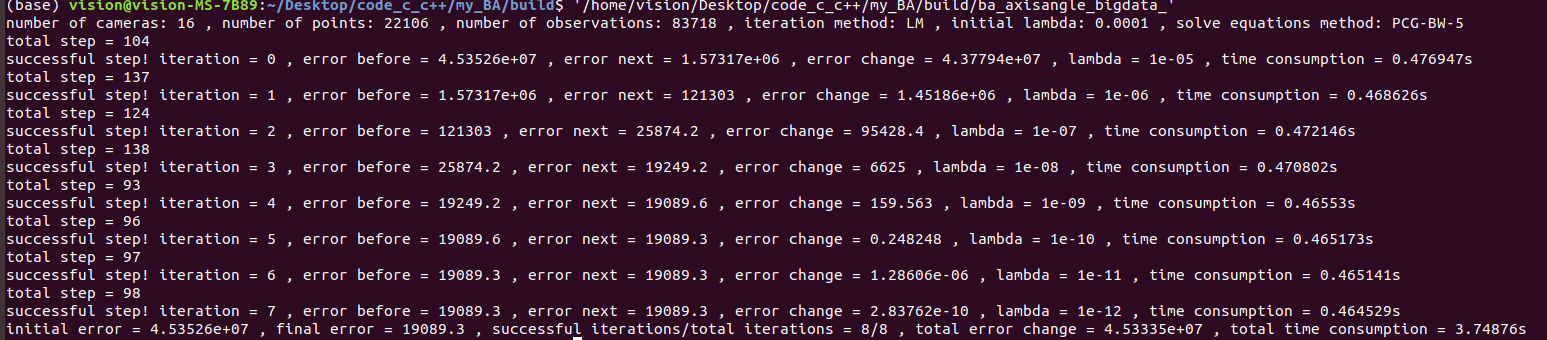 (base) vision@vision-MS-7B89:~/Desktop/code_c_c++/my_BA/build$ '/home/vision/Desktop/code_c_c++/my_BA/build/ba_axisangle_bigdata_'
number of cameras: 16 , number of points: 22106 , number of observations: 83718 , iteration method: LM , initial lambda: 0.0001 , solve equations method: PCG-BW-5
total step = 104
successful step! iteration = 0 , error before = 4.53526e+07 , error next = 1.57317e+06 , error change = 4.37794e+07 , lambda = 1e-05 , time consumption = 0.476947s
total step = 137
successful step! iteration = 1 , error before = 1.57317e+06 , error next = 121303 , error change = 1.45186e+06 , lambda = 1e-06 , time consumption = 0.468626s
total step = 124
successful step! iteration = 2 , error before = 121303 , error next = 25874.2 , error change = 95428.4 , lambda = 1e-07 , time consumption = 0.472146s
total step = 138
successful step! iteration = 3 , error before = 25874.2 , error next = 19249.2 , error change = 6625 , lambda = 1e-08 , time consumption = 0.470802s
total step = 93
successful step! iteration = 4 , error before = 19249.2 , error next = 19089.6 , error change = 159.563 , lambda = 1e-09 , time consumption = 0.46553s
total step = 96
successful step! iteration = 5 , error before = 19089.6 , error next = 19089.3 , error change = 0.248248 , lambda = 1e-10 , time consumption = 0.465173s
total step = 97
successful step! iteration = 6 , error before = 19089.3 , error next = 19089.3 , error change = 1.28606e-06 , lambda = 1e-11 , time consumption = 0.465141s
total step = 98
successful step! iteration = 7 , error before = 19089.3 , error next = 19089.3 , error change = 2.83762e-10 , lambda = 1e-12 , time consumption = 0.464529s
initial error = 4.53526e+07 , final error = 19089.3 , successful iterations/total iterations = 8/8 , total error change = 4.53335e+07 , total time consumption = 3.74876s